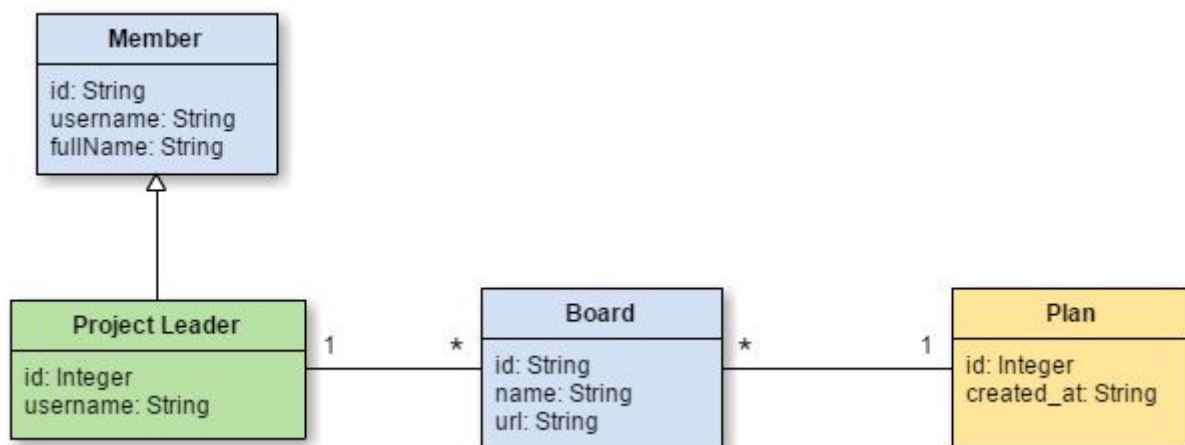 Member
id: String
username: String
fullName: String
Project Leader
id: Integer
username: String
1
*
Board
id: String
name: String
url: String
*
1
Plan
id: Integer
created_at: String